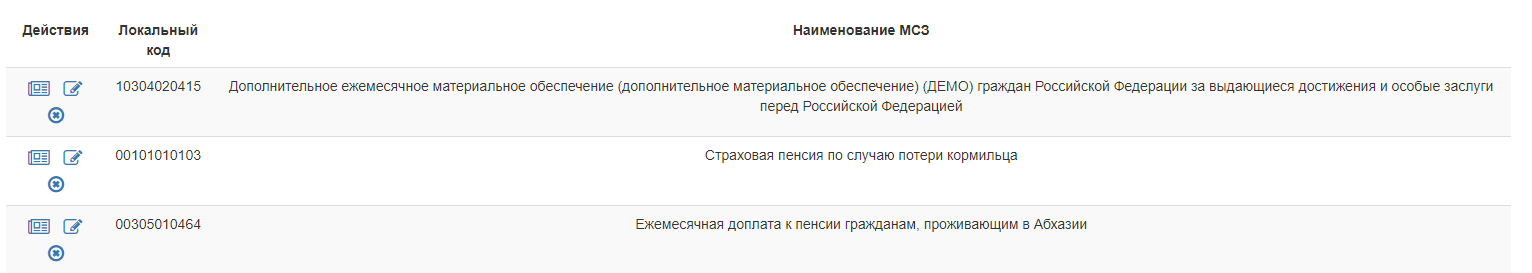 Действия Локальный код Наименование МСЗ
10304020415 Дополнительное ежемесячное материальное обеспечение (дополнительное материальное обеспечение) (ДЕМО) граждан Российской Федерации за выдающиеся достижения и особые заслуги
перед Российской Федерацией
00101010103 Страховая пенсия по случаю потери кормильца
00305010464 Ежемесячная доплата к пенсии гражданам, проживающим в Абхазии